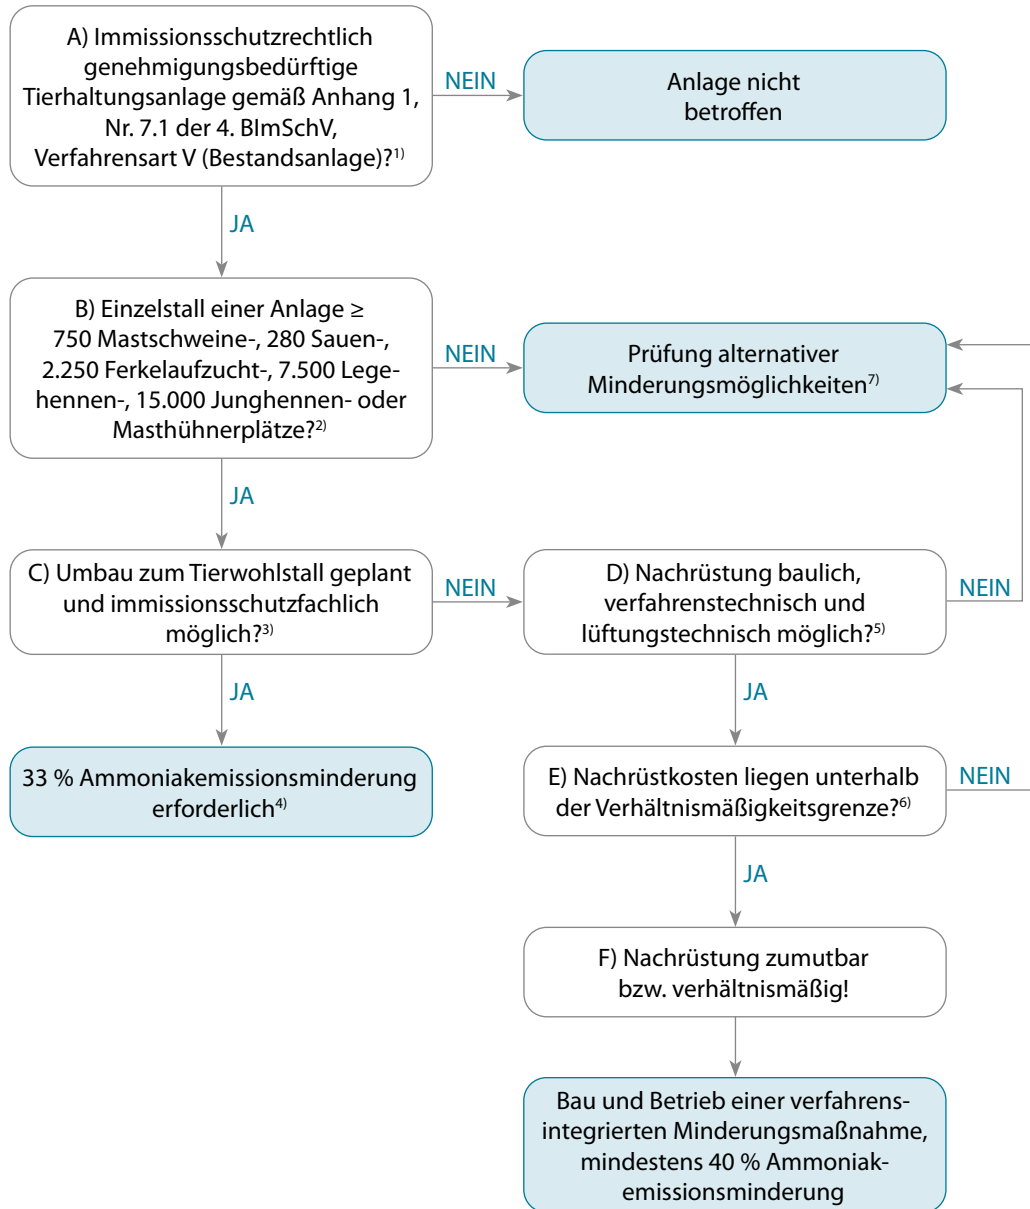 A) Immissionsschutzrechtlich
genehmigungsbedürftige
Tierhaltungsanlage gemäß Anhang 1,
Nr. 7.1 der 4. BImSchV,
Verfahrensart V (Bestandsanlage)?1)
NEIN
Anlage nicht
betroffen
JA
B) Einzelstall einer Anlage ≥
750 Mastschweine-, 280 Sauen-,
2.250 Ferkelaufzucht-, 7.500 Lege-
hennen-, 15.000 Junghennen- oder
Masthühnerplätze?2)
NEIN
Prüfung alternativer
Minderungsmöglichkeiten7)
JA
C) Umbau zum Tierwohlstall geplant
und immissionsschutzfachlich
möglich?3)
NEIN
D) Nachrüstung baulich,
verfahrenstechnisch und
lüftungstechnisch möglich?5)
NEIN
JA
JA
33 % Ammoniakemissionsminderung
erforderlich4)
E) Nachrüstkosten liegen unterhalb
der Verhältnismäßigkeitsgrenze?6)
NEIN
JA
F) Nachrüstung zumutbar
bzw. verhältnismäßig!
Bau und Betrieb einer verfahrens-
integrierten Minderungsmaßnahme,
mindestens 40 % Ammoniak-
emissionsminderung